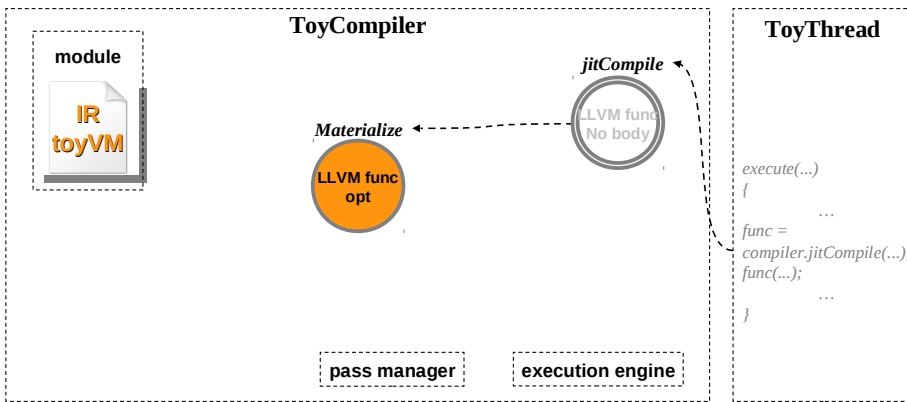 ToyCompiler
ToyThread
module
IR
toyVM
jitCompile
LLVM func
No body
Materialize
LLVM func
opt
execute(...)
{
...
func =
compiler.jitCompile(...)
func(...);
...
}
pass manager
execution engine